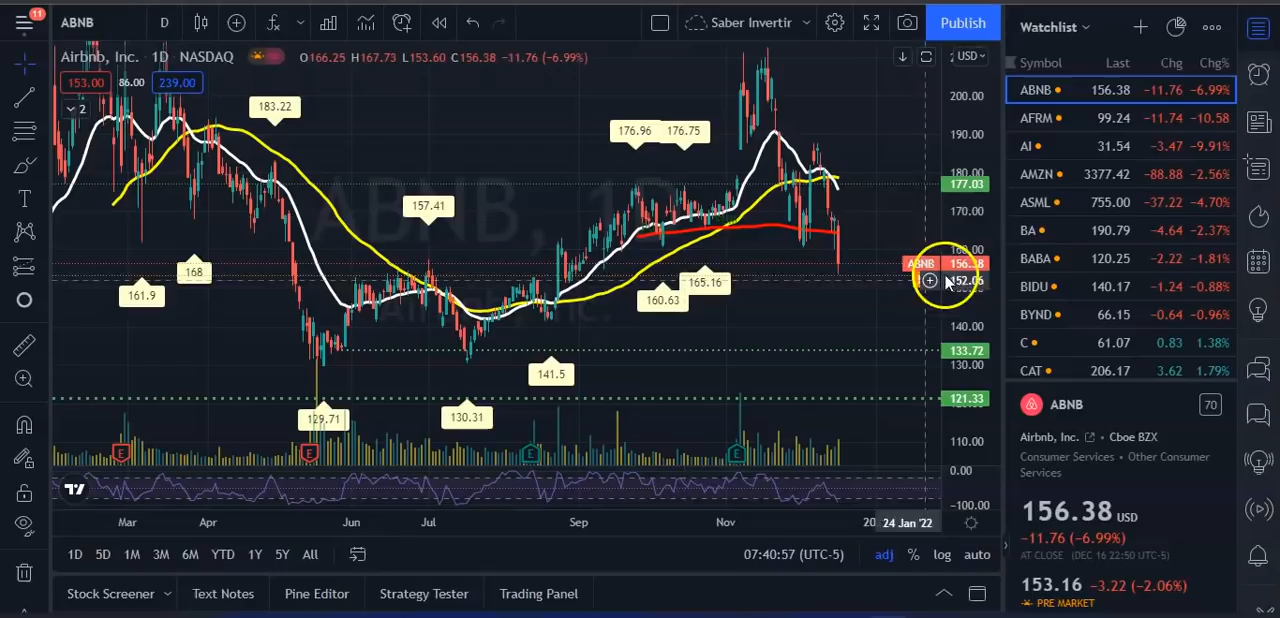 11
ABNB D Saber Invertir Publish
Airbnb, Inc. · 1D · NASDAQ O166.25 H167.73 L153.60 C156.38 −11.76 (−6.99%) USD
153.00 86.00 239.00
2
ABNB, 1D
Airbnb, Inc.
183.22
176.96 176.75
157.41
168
161.9
165.16
160.63
141.5
129.71
130.31
200.00
190.00
180.00
177.03
170.00
160.00
ABNB 156.38
152.06
140.00
133.72
130.00
121.33
110.00
0.00
−100.00
E E E E
Mar Apr Jun Jul Sep Nov 24 Jan '22
1D 5D 1M 3M 6M YTD 1Y 5Y All 07:40:57 (UTC-5) adj % log auto
Stock Screener Text Notes Pine Editor Strategy Tester Trading Panel
Watchlist
Symbol Last Chg Chg%
ABNB 156.38 −11.76 −6.99%
AFRM 99.24 −11.74 −10.58
AI 31.54 −3.47 −9.91%
AMZN 3377.42 −88.88 −2.56%
ASML 755.00 −37.22 −4.70%
BA 190.79 −4.64 −2.37%
BABA 120.25 −2.22 −1.81%
BIDU 140.17 −1.24 −0.88%
BYND 66.15 −0.64 −0.96%
C 61.07 0.83 1.38%
CAT 206.17 3.62 1.79%
ABNB 70
Airbnb, Inc. • Cboe BZX
Consumer Services • Other Consumer
Services
156.38 USD
−11.76 (−6.99%)
AT CLOSE (DEC 16 22:50 UTC-5)
153.16 −3.22 (−2.06%)
PRE MARKET